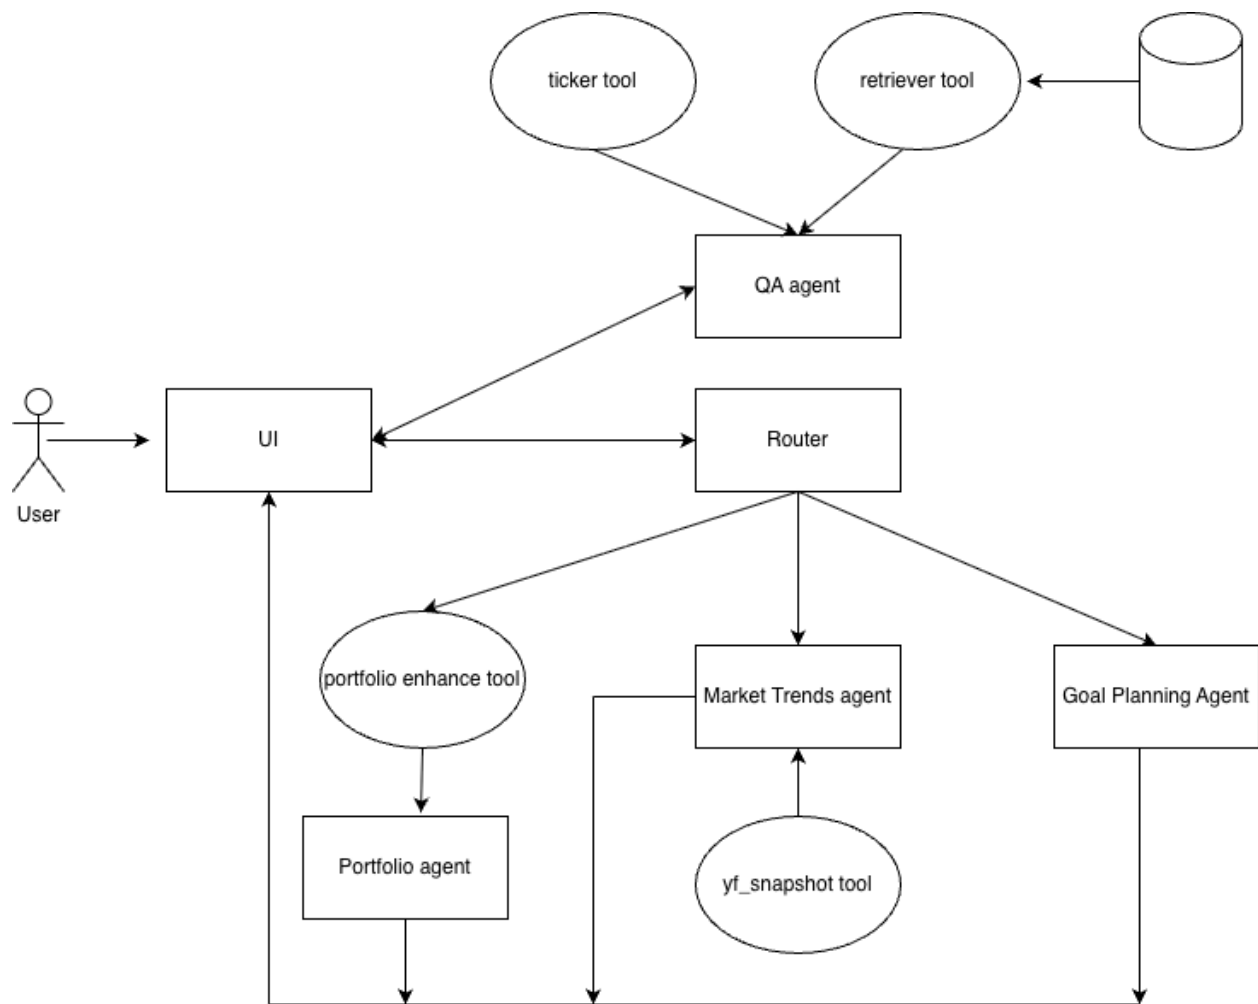 ticker tool
retriever tool
QA agent
UI
Router
User
portfolio enhance tool
Market Trends agent
Goal Planning Agent
Portfolio agent
yf_snapshot tool